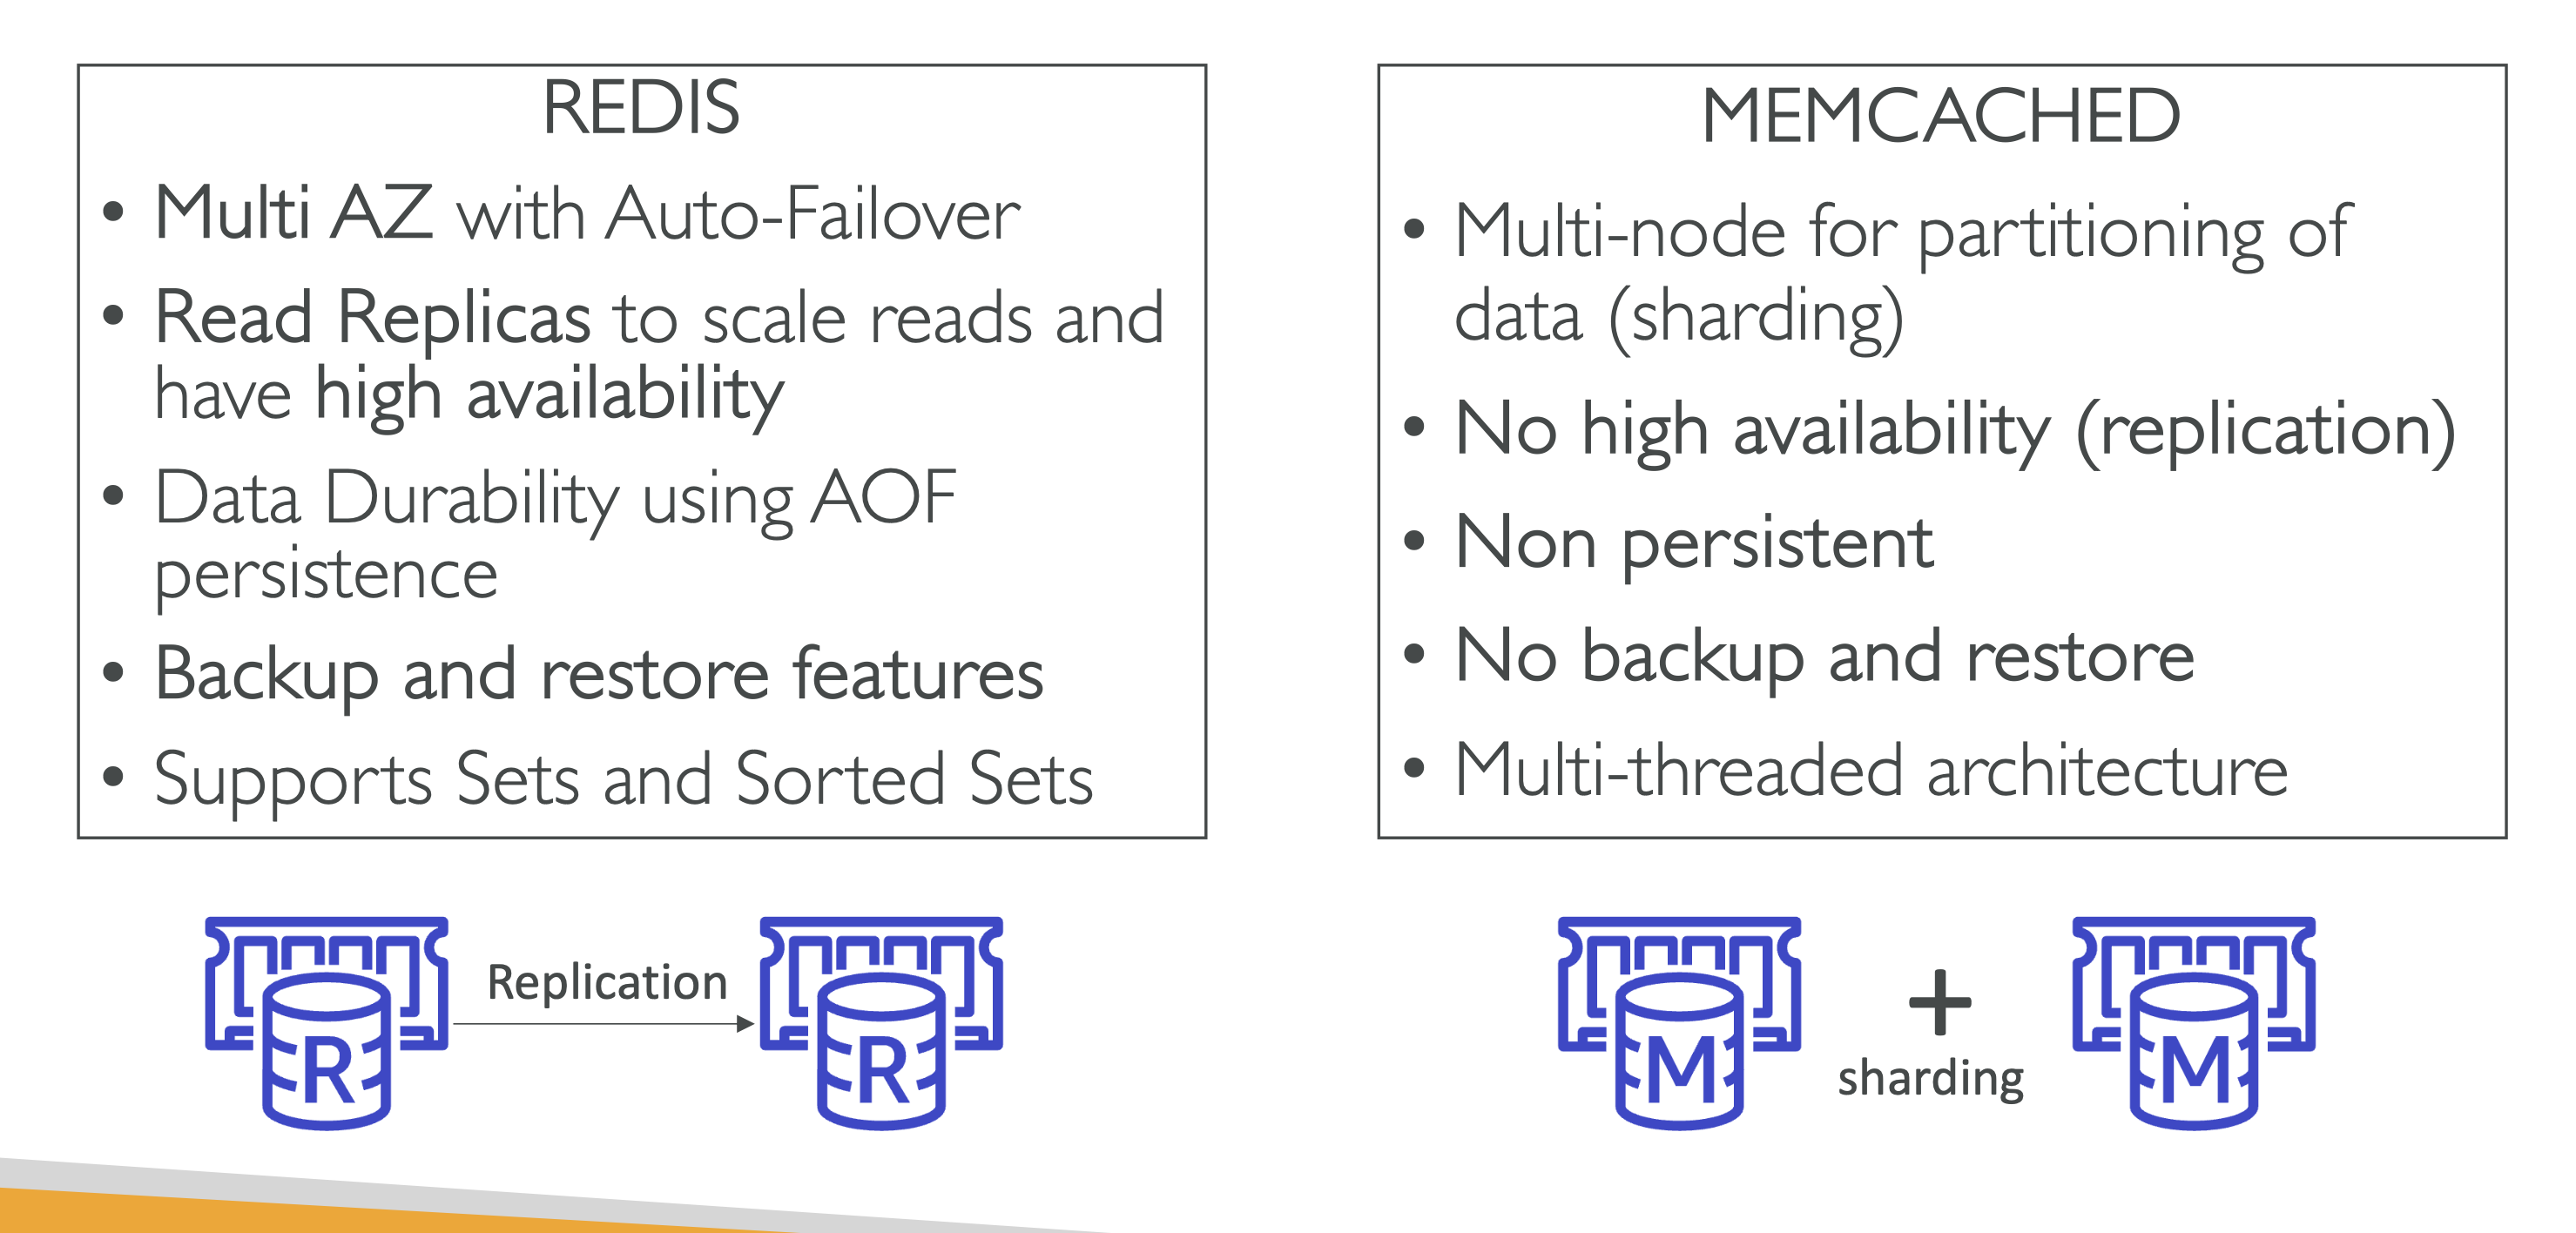 REDIS
• Multi AZ with Auto-Failover
• Read Replicas to scale reads and
have high availability
• Data Durability using AOF
persistence
• Backup and restore features
• Supports Sets and Sorted Sets
MEMCACHED
• Multi-node for partitioning of
data (sharding)
• No high availability (replication)
• Non persistent
• No backup and restore
• Multi-threaded architecture
R
Replication
R
M
+
sharding
M